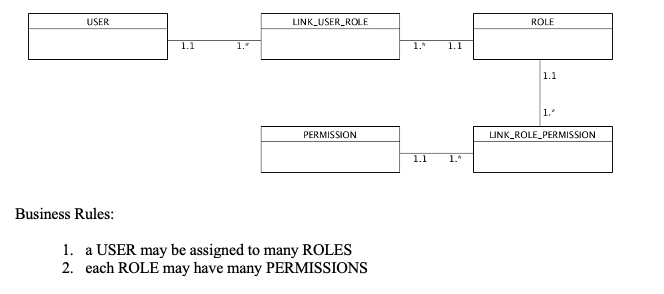 USER
LINK_USER_ROLE
ROLE
1.1 1.* 1.* 1.1
1.1
1.*
PERMISSION
LINK_ROLE_PERMISSION
1.1 1.*
Business Rules:
1. a USER may be assigned to many ROLES
2. each ROLE may have many PERMISSIONS